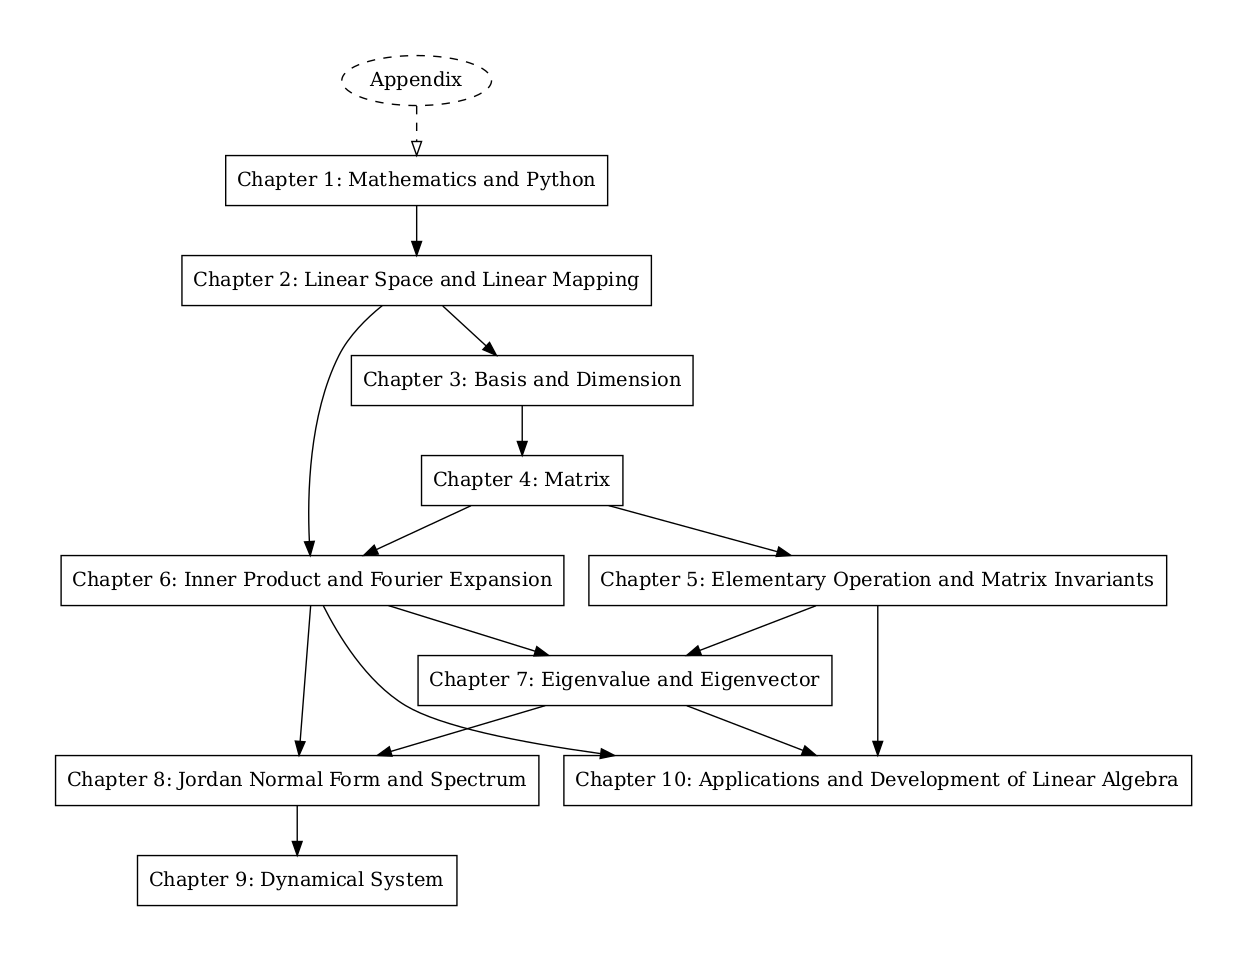 Appendix
Chapter 1: Mathematics and Python
Chapter 2: Linear Space and Linear Mapping
Chapter 3: Basis and Dimension
Chapter 4: Matrix
Chapter 6: Inner Product and Fourier Expansion
Chapter 5: Elementary Operation and Matrix Invariants
Chapter 7: Eigenvalue and Eigenvector
Chapter 8: Jordan Normal Form and Spectrum
Chapter 10: Applications and Development of Linear Algebra
Chapter 9: Dynamical System